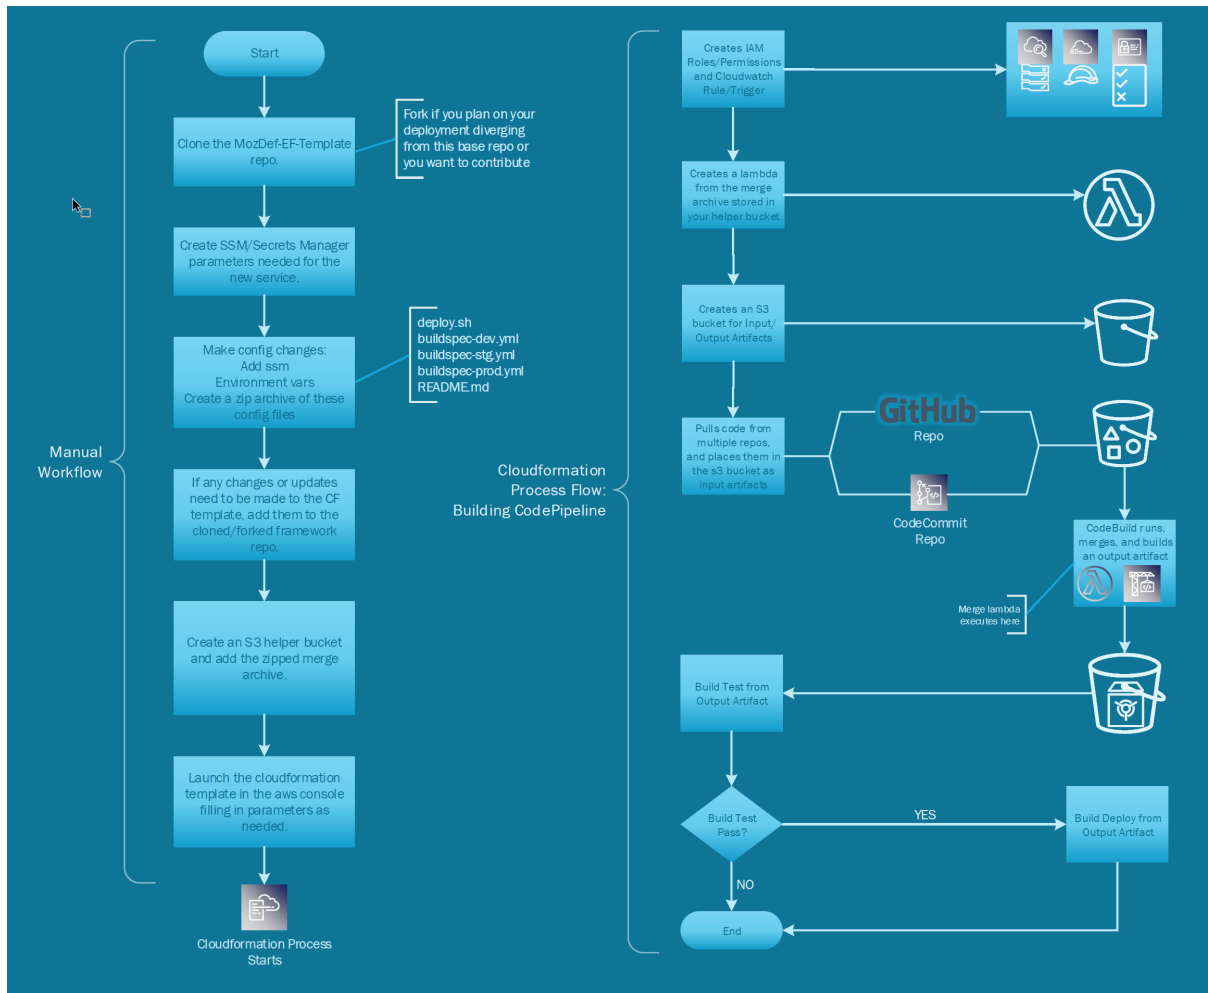 Start
Clone the MozDef-EF-Template
repo.
Fork if you plan on your
deployment diverging
from this base repo or
you want to contribute
Create SSM/Secrets Manager
parameters needed for the
new service.
Make config changes:
Add ssm
Environment vars
Create a zip archive of these
config files
deploy.sh
buildspec-dev.yml
buildspec-stg.yml
buildspec-prod.yml
README.md
Manual
Workflow
If any changes or updates
need to be made to the CF
template, add them to the
cloned/forked framework
repo.
Create an S3 helper bucket
and add the zipped merge
archive.
Launch the cloudformation
template in the aws console
filling in parameters as
needed.
Cloudformation Process
Starts
Cloudformation
Process Flow:
Building CodePipeline
Creates IAM
Roles/Permissions
and Cloudwatch
Rule/Trigger
Creates a lambda
from the merge
archive stored in
your helper bucket
Creates an S3
bucket for Input/
Output Artifacts
Pulls code from
multiple repos,
and places them in
the s3 bucket as
input artifacts
GitHub
Repo
CodeCommit
Repo
CodeBuild runs,
merges, and builds
an output artifact
Merge lambda
executes here
Build Test from
Output Artifact
Build Test
Pass?
YES
Build Deploy from
Output Artifact
NO
End